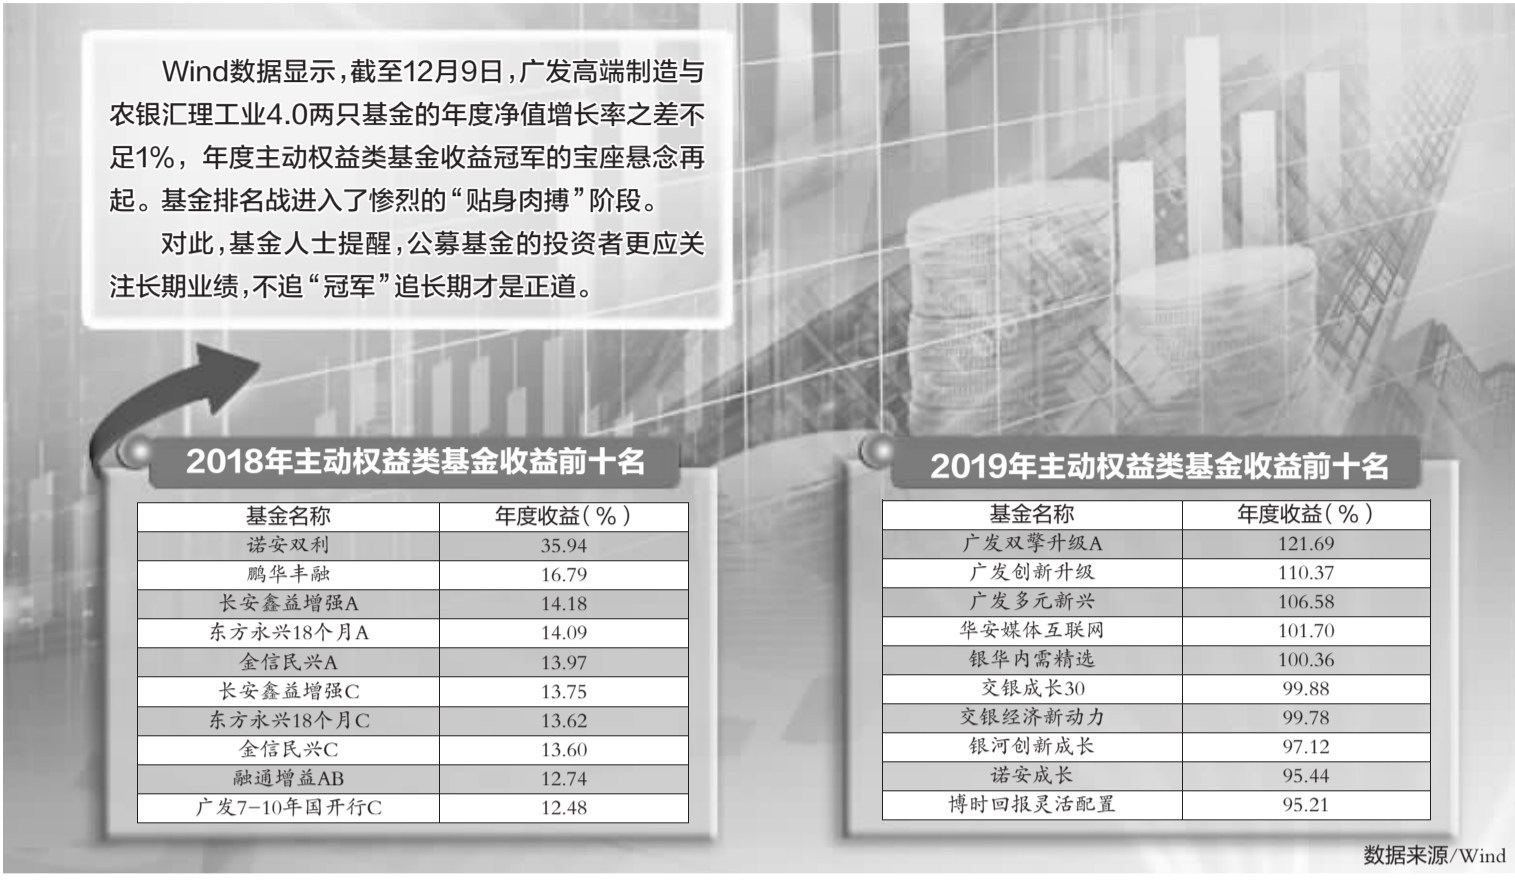 Wind数据显示,截至12月9日,广发高端制造与
农银汇理工业4.0两只基金的年度净值增长率之差不
足1%，年度主动权益类基金收益冠军的宝座悬念再
起。基金排名战进入了惨烈的“贴身肉搏”阶段。
对此,基金人士提醒,公募基金的投资者更应关
注长期业绩,不追“冠军”追长期才是正道。
2018年主动权益类基金收益前十名
基金名称 年度收益(%)
诺安双利 35.94
鹏华丰融 16.79
长安鑫益增强A 14.18
东方永兴18个月A 14.09
金信民兴A 13.97
长安鑫益增强C 13.75
东方永兴18个月C 13.62
金信民兴C 13.60
融通增益AB 12.74
广发7-10年国开行C 12.48
2019年主动权益类基金收益前十名
基金名称 年度收益(%)
广发双擎升级A 121.69
广发创新升级 110.37
广发多元新兴 106.58
华安媒体互联网 101.70
银华内需精选 100.36
交银成长30 99.88
交银经济新动力 99.78
银河创新成长 97.12
诺安成长 95.44
博时回报灵活配置 95.21
数据来源/Wind